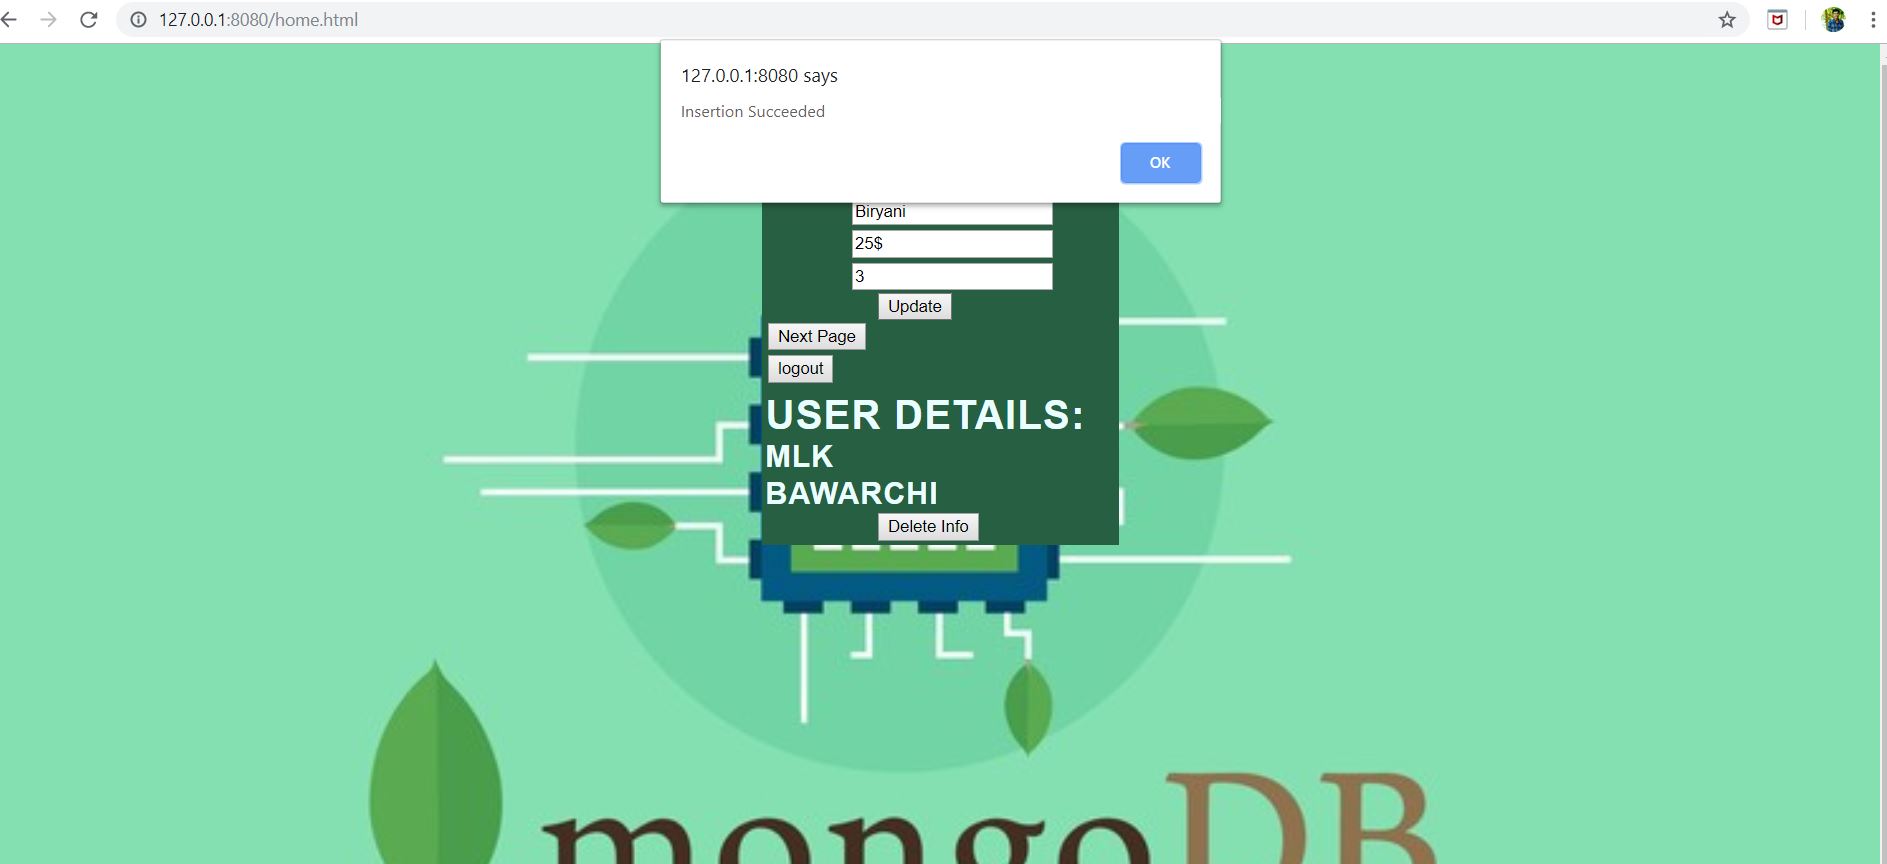 127.0.0.1:8080/home.html
127.0.0.1:8080 says
Insertion Succeeded
OK
Biryani
25$
3
Update
Next Page
logout
USER DETAILS:
MLK
BAWARCHI
Delete Info
mongoDB